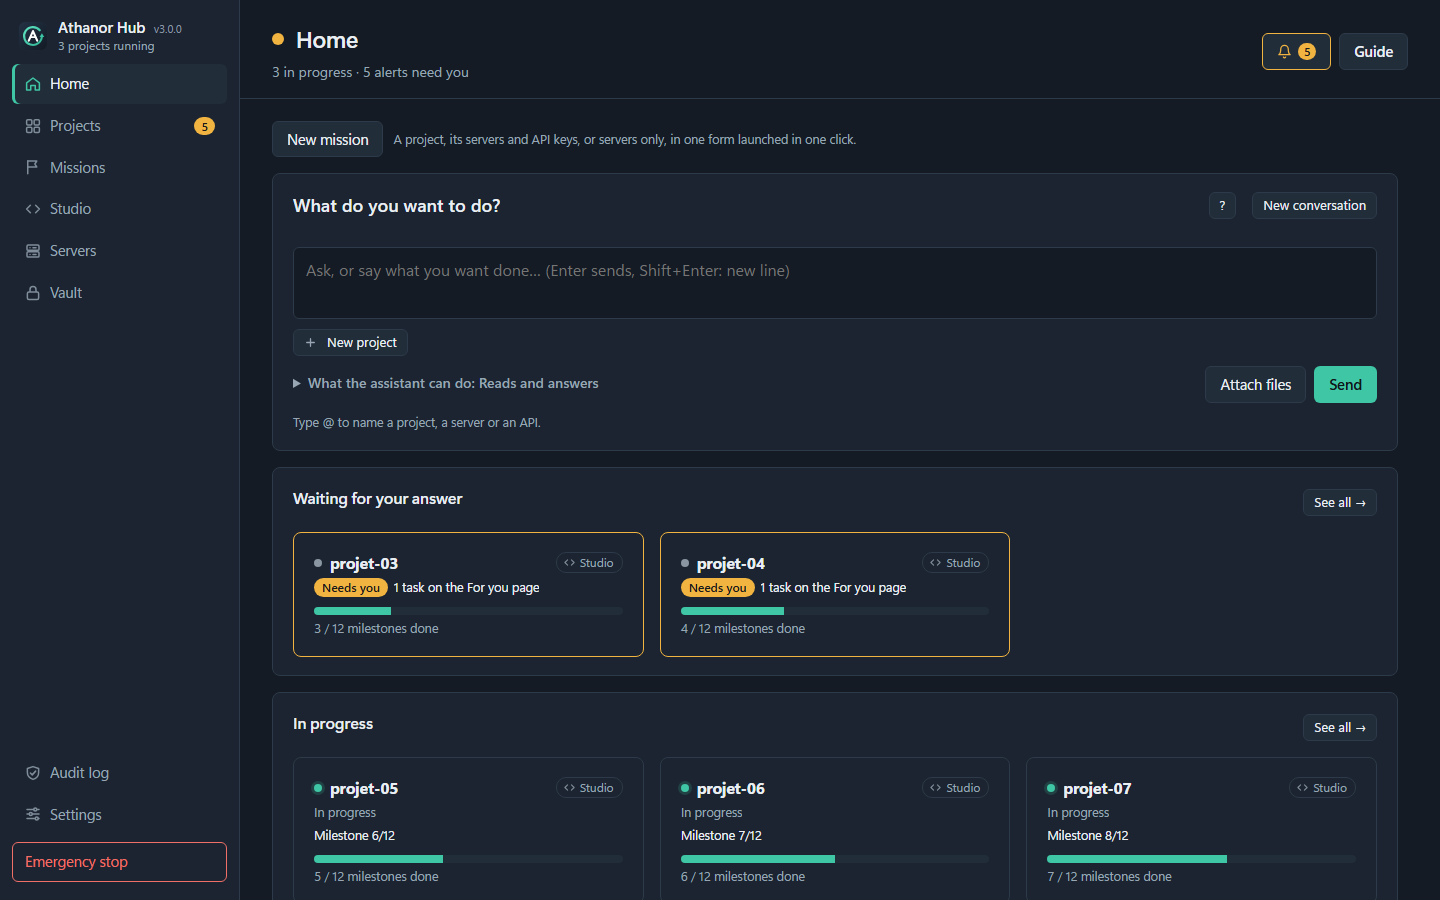 Athanor Hub v3.0.0
3 projects running
Home
Projects 5
Missions
Studio
Servers
Vault
Audit log
Settings
Emergency stop
Home
3 in progress · 5 alerts need you
5
Guide
New mission
A project, its servers and API keys, or servers only, in one form launched in one click.
What do you want to do?
?
New conversation
Ask, or say what you want done... (Enter sends, Shift+Enter: new line)
+ New project
▶ What the assistant can do: Reads and answers
Attach files
Send
Type @ to name a project, a server or an API.
Waiting for your answer
See all →
projet-03
Studio
Needs you 1 task on the For you page
3 / 12 milestones done
projet-04
Studio
Needs you 1 task on the For you page
4 / 12 milestones done
In progress
See all →
projet-05
Studio
In progress
Milestone 6/12
5 / 12 milestones done
projet-06
Studio
In progress
Milestone 7/12
6 / 12 milestones done
projet-07
Studio
In progress
Milestone 8/12
7 / 12 milestones done